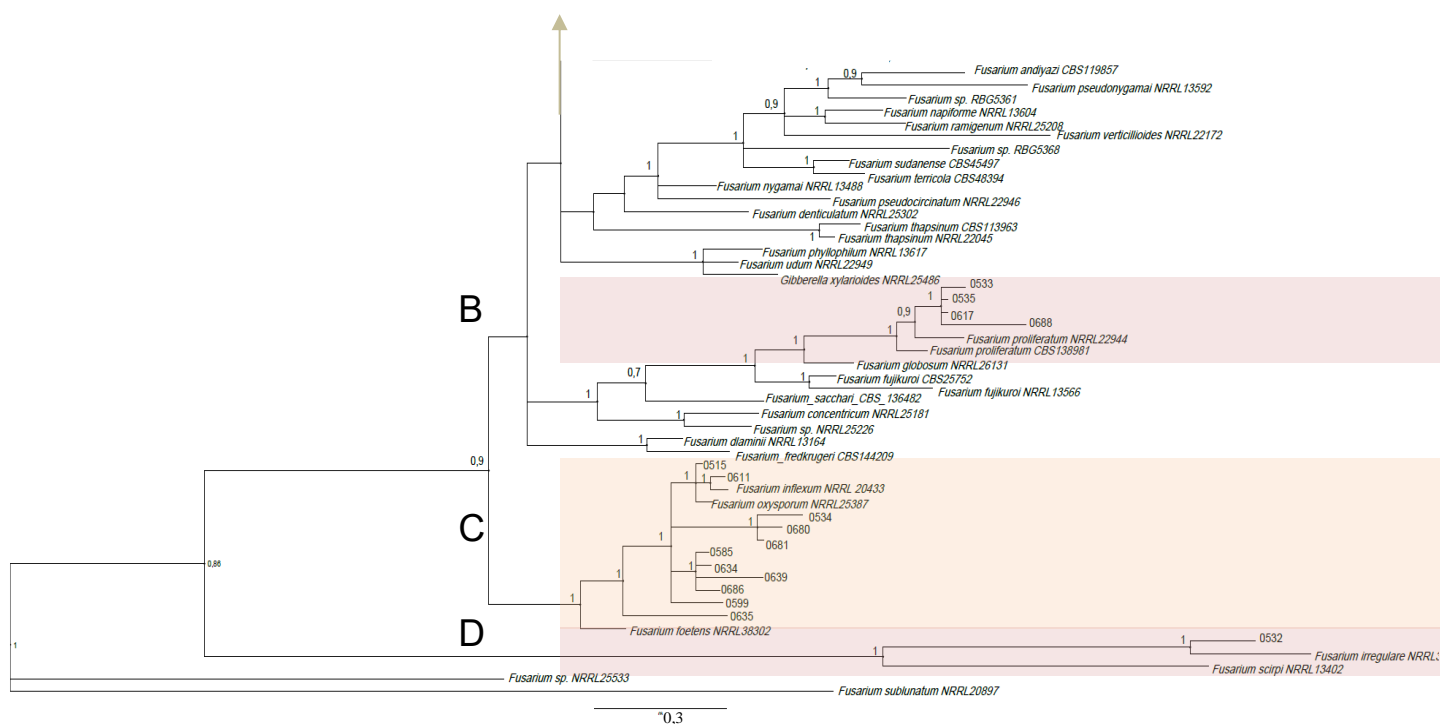 0,9
Fusarium andiyazi CBS119857
1
Fusarium pseudonygamai NRRL13592
Fusarium sp. RBG5361
0,9
1
Fusarium napiforme NRRL13604
Fusarium ramigenum NRRL25208
1
Fusarium verticillioides NRRL22172
Fusarium sp. RBG5368
1
1
Fusarium sudanense CBS45497
Fusarium terricola CBS48394
Fusarium nygamai NRRL13488
Fusarium pseudocircinatum NRRL22946
Fusarium denticulatum NRRL25302
Fusarium thapsinum CBS113963
1
Fusarium thapsinum NRRL22045
1
Fusarium phyllophilum NRRL13617
Fusarium udum NRRL22949
Gibberella xylarioides NRRL25486
B
0533
1
0535
0,9
0617
0688
1
Fusarium proliferatum NRRL22944
1
Fusarium proliferatum CBS138981
1
Fusarium globosum NRRL26131
0,7
1
Fusarium fujikuroi CBS25752
Fusarium fujikuroi NRRL13566
1
Fusarium_sacchari_CBS_136482
1
Fusarium concentricum NRRL25181
Fusarium sp. NRRL25226
1
Fusarium dlaminii NRRL13164
Fusarium_fredkrugeri CBS144209
0,9
0515
1
1
0611
Fusarium inflexum NRRL 20433
Fusarium oxysporum NRRL25387
C
0534
1
0680
0681
1
0585
1
0634
0639
1
0686
1
0599
0635
0,86
Fusarium foetens NRRL38302
D
0532
1
1
Fusarium irregulare NRRL
Fusarium scirpi NRRL13402
1
Fusarium sp. NRRL25533
Fusarium sublunatum NRRL20897
0,3